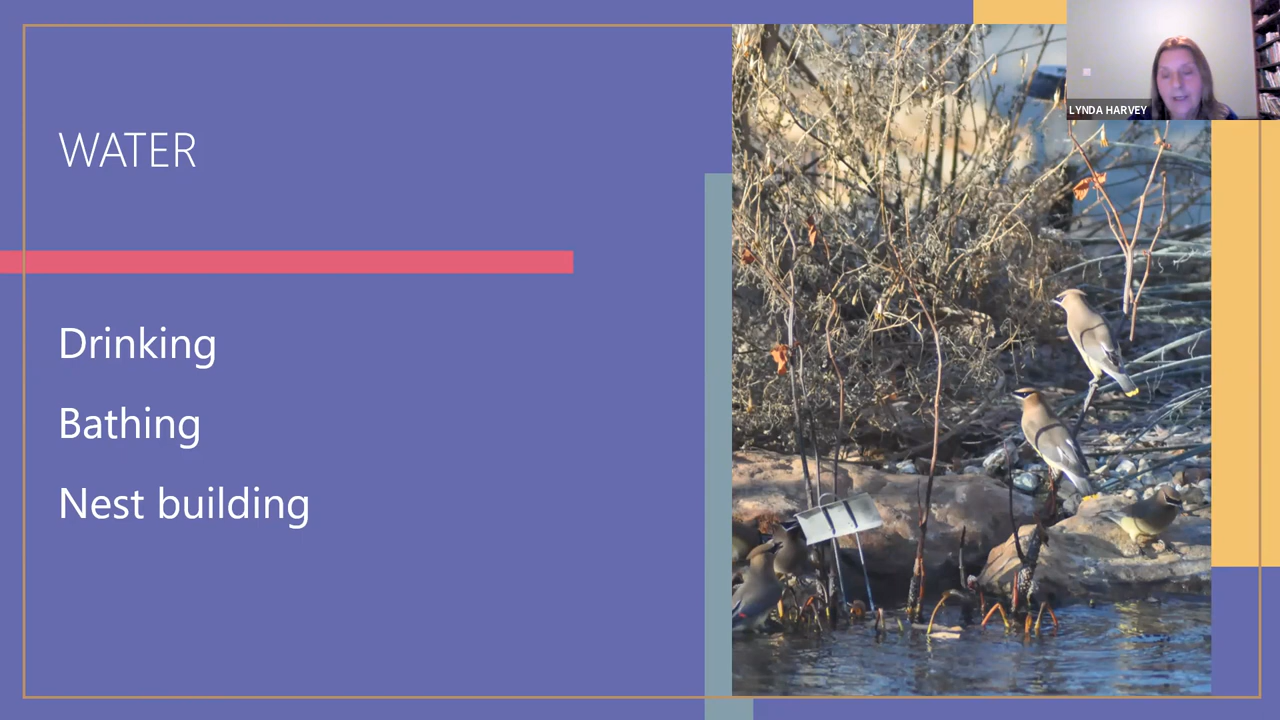 WATER
Drinking
Bathing
Nest building
LYNDA HARVEY